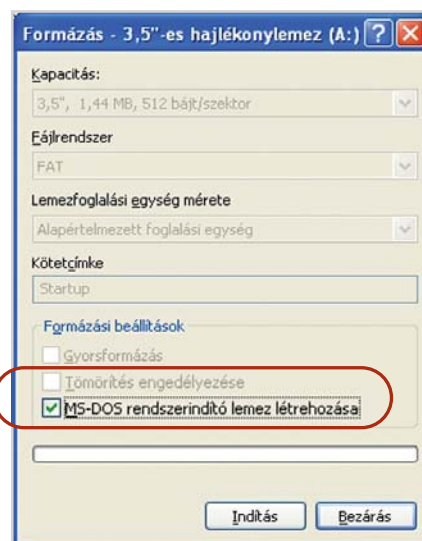 Formázás - 3,5"-es hajlékonylemez (A:)
Kapacitás:
3,5", 1,44 MB, 512 bájt/szektor
Fájlrendszer
FAT
Lemezfoglalási egység mérete
Alapértelmezett foglalási egység
Kötetcímke
Startup
Formázási beállítások
Gyorsformázás
Tömörítés engedélyezése
MS-DOS rendszerindító lemez létrehozása
Indítás
Bezárás